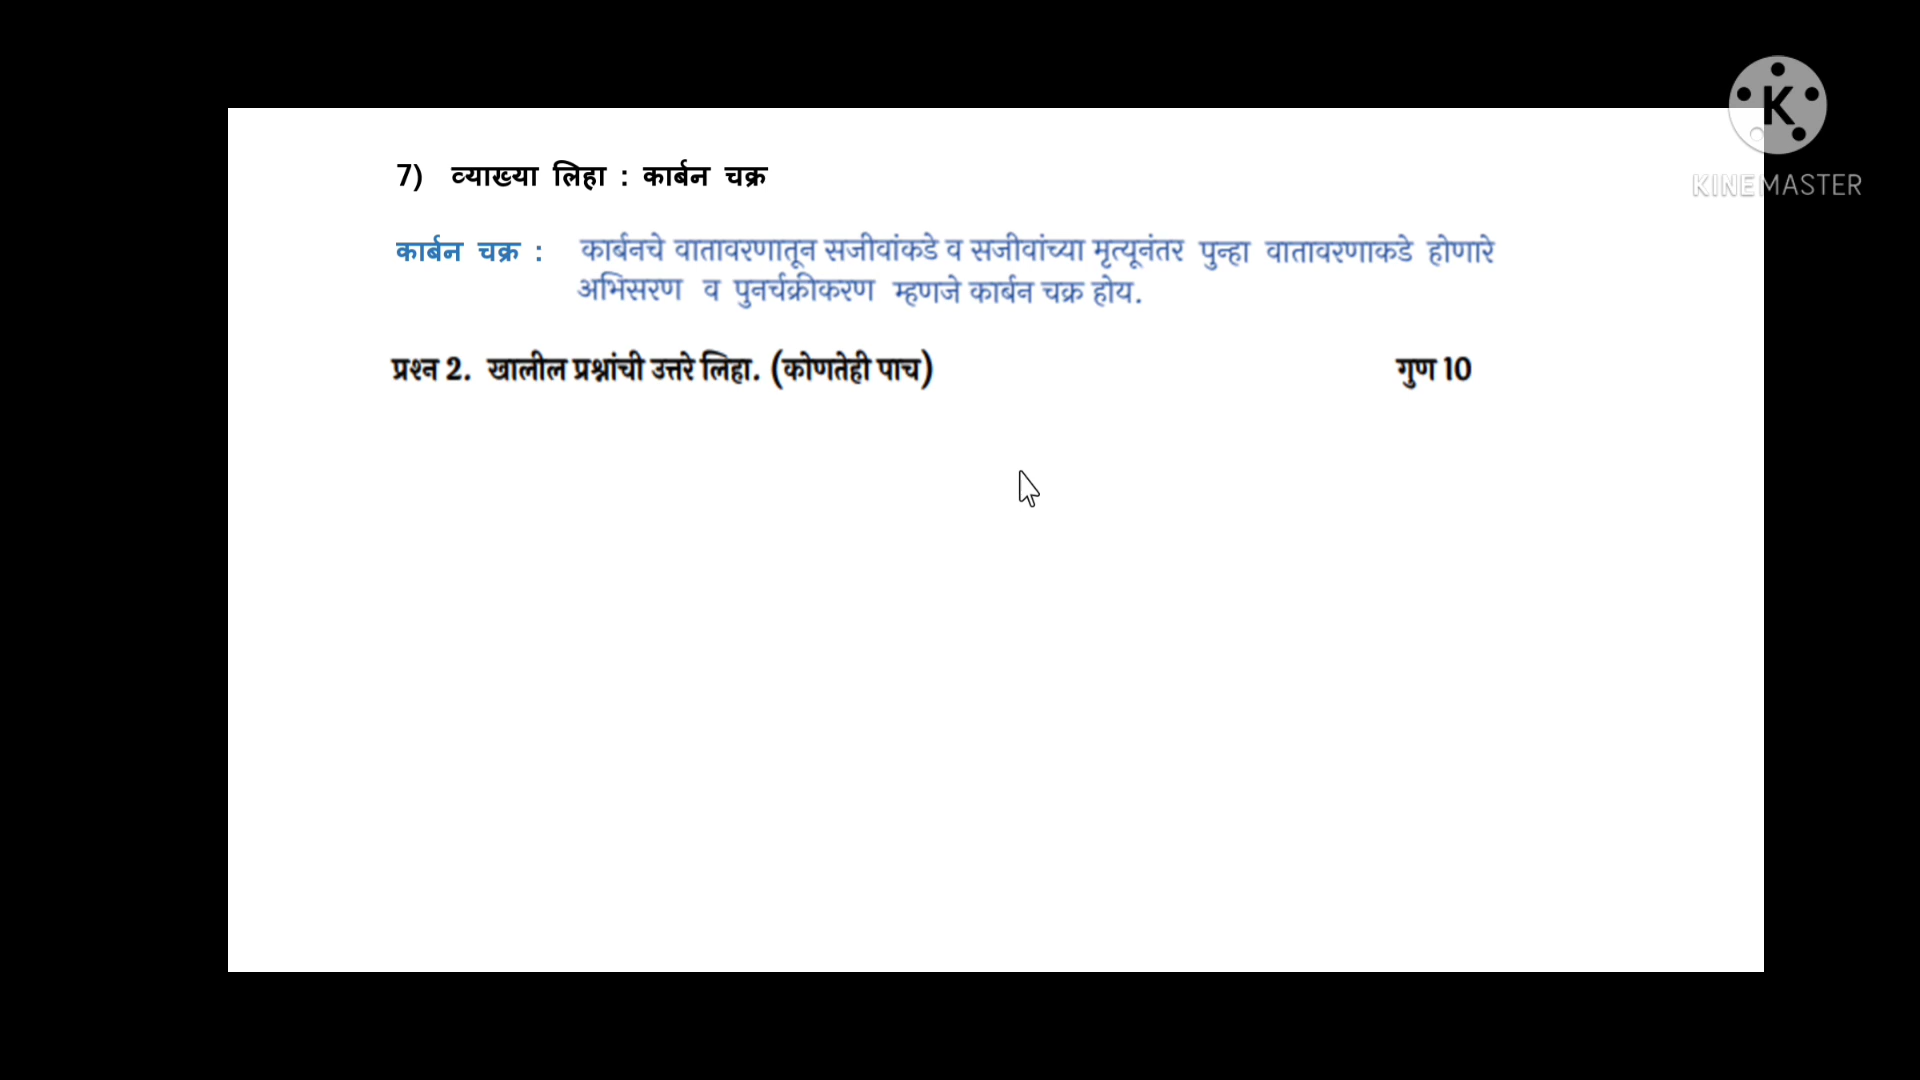 7) व्याख्या लिहा : कार्बन चक्र
K
KINEMASTER
कार्बन चक्र : कार्बनचे वातावरणातून सजीवांकडे व सजीवांच्या मृत्यूनंतर पुन्हा वातावरणाकडे होणारे
अभिसरण व पुनर्चक्रीकरण म्हणजे कार्बन चक्र होय.
प्रश्न 2. खालील प्रश्नांची उत्तरे लिहा. (कोणतेही पाच) गुण 10